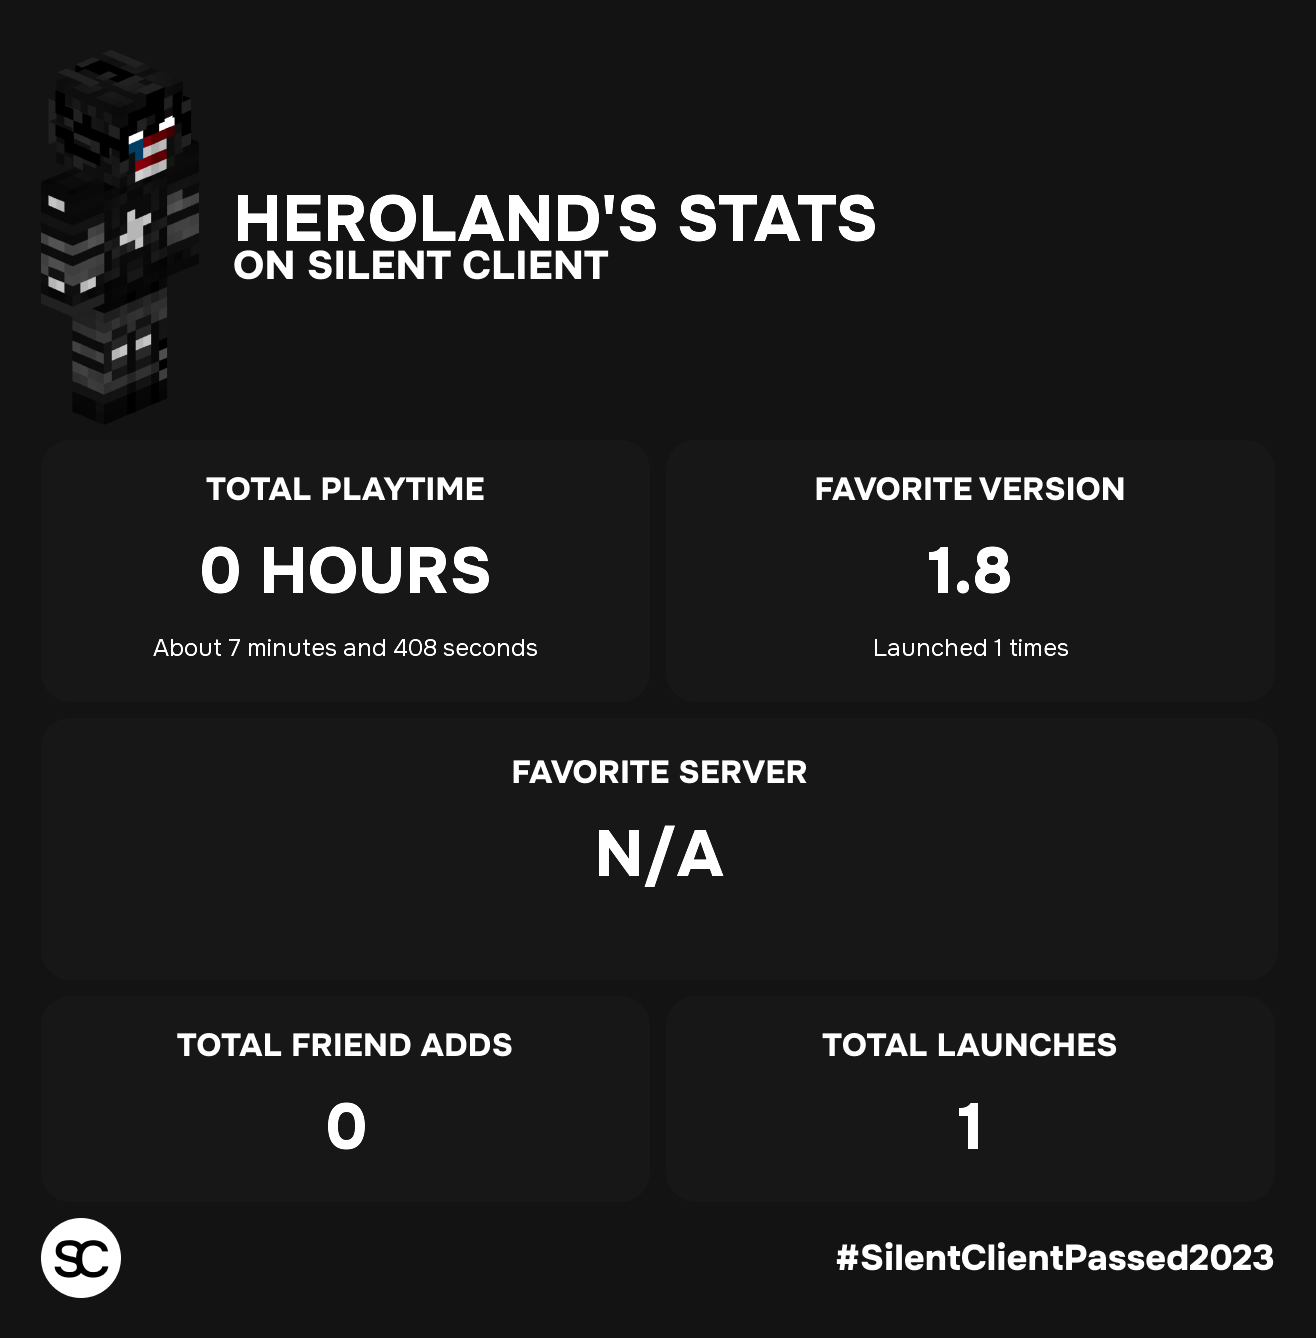 HEROLAND'S STATS
ON SILENT CLIENT
TOTAL PLAYTIME
0 HOURS
About 7 minutes and 408 seconds
FAVORITE VERSION
1.8
Launched 1 times
FAVORITE SERVER
N/A
TOTAL FRIEND ADDS
0
TOTAL LAUNCHES
1
SC
#SilentClientPassed2023